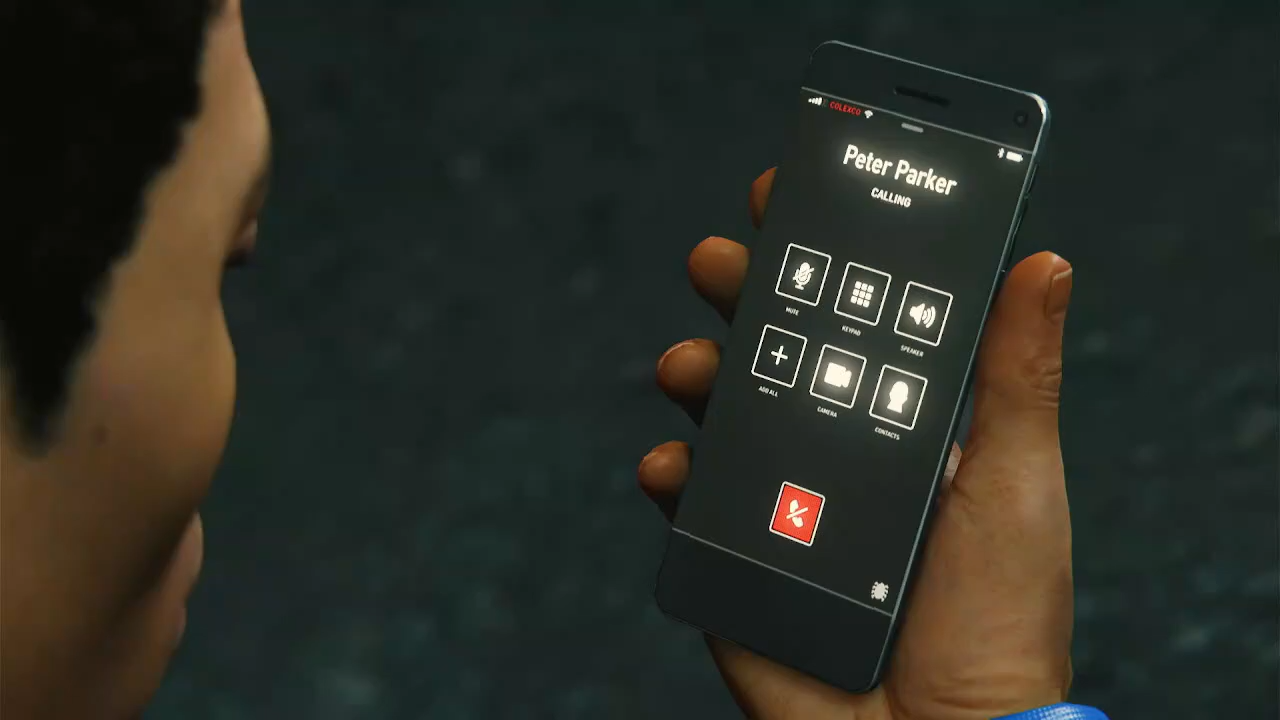 COLEXCO
Peter Parker
CALLING
MUTE
KEYPAD
SPEAKER
ADD ALL
CAMERA
CONTACTS